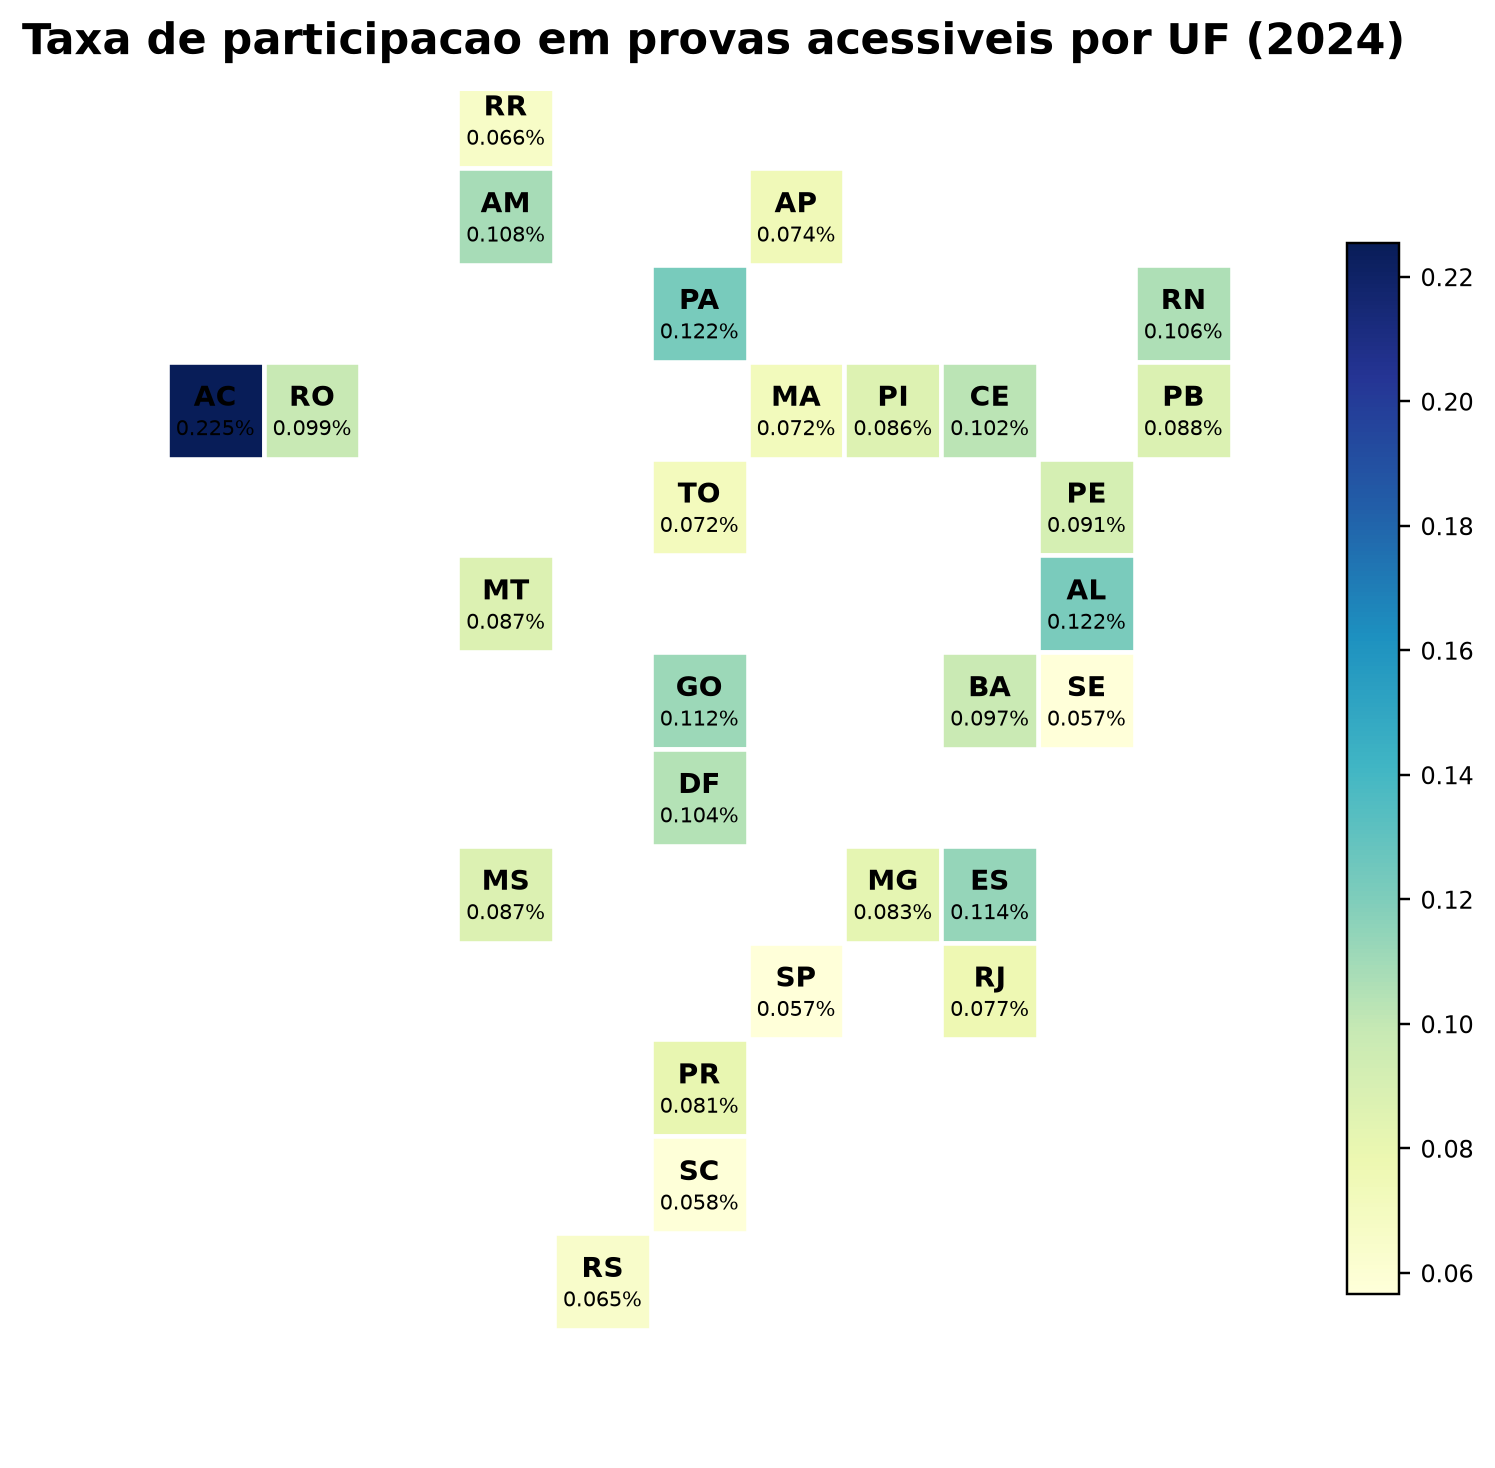 Taxa de participacao em provas acessiveis por UF (2024)
RR
0.066%
AM
0.108%
AP
0.074%
PA
0.122%
RN
0.106%
AC
0.225%
RO
0.099%
MA
0.072%
PI
0.086%
CE
0.102%
PB
0.088%
TO
0.072%
PE
0.091%
MT
0.087%
AL
0.122%
GO
0.112%
BA
0.097%
SE
0.057%
DF
0.104%
MS
0.087%
MG
0.083%
ES
0.114%
SP
0.057%
RJ
0.077%
PR
0.081%
SC
0.058%
RS
0.065%
0.22
0.20
0.18
0.16
0.14
0.12
0.10
0.08
0.06